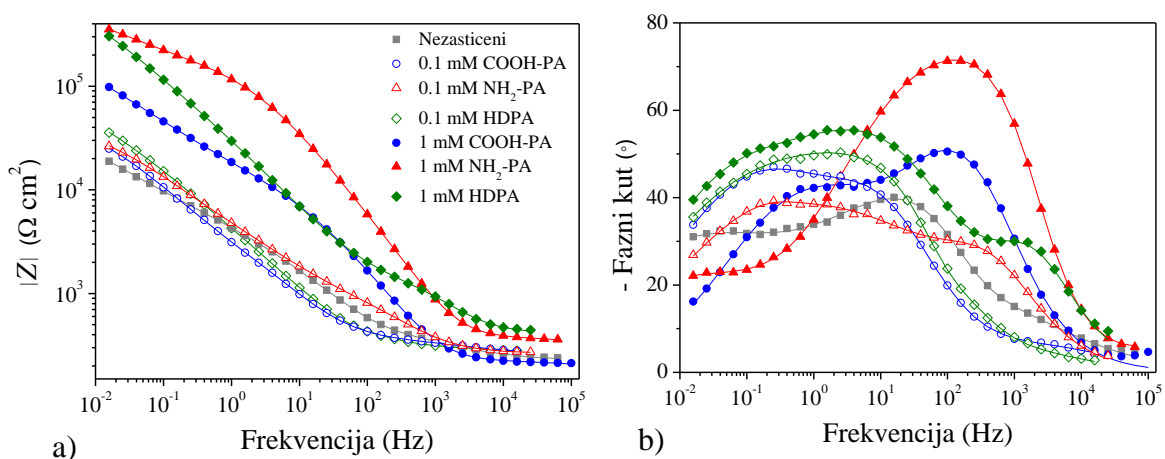 |Z| (Ω cm²)
10⁵
10⁴
10³
Nezasticeni
0.1 mM COOH-PA
0.1 mM NH₂-PA
0.1 mM HDPA
1 mM COOH-PA
1 mM NH₂-PA
1 mM HDPA
10⁻² 10⁻¹ 10⁰ 10¹ 10² 10³ 10⁴ 10⁵
Frekvencija (Hz)
a)
- Fazni kut (°)
80
60
40
20
0
10⁻² 10⁻¹ 10⁰ 10¹ 10² 10³ 10⁴ 10⁵
Frekvencija (Hz)
b)